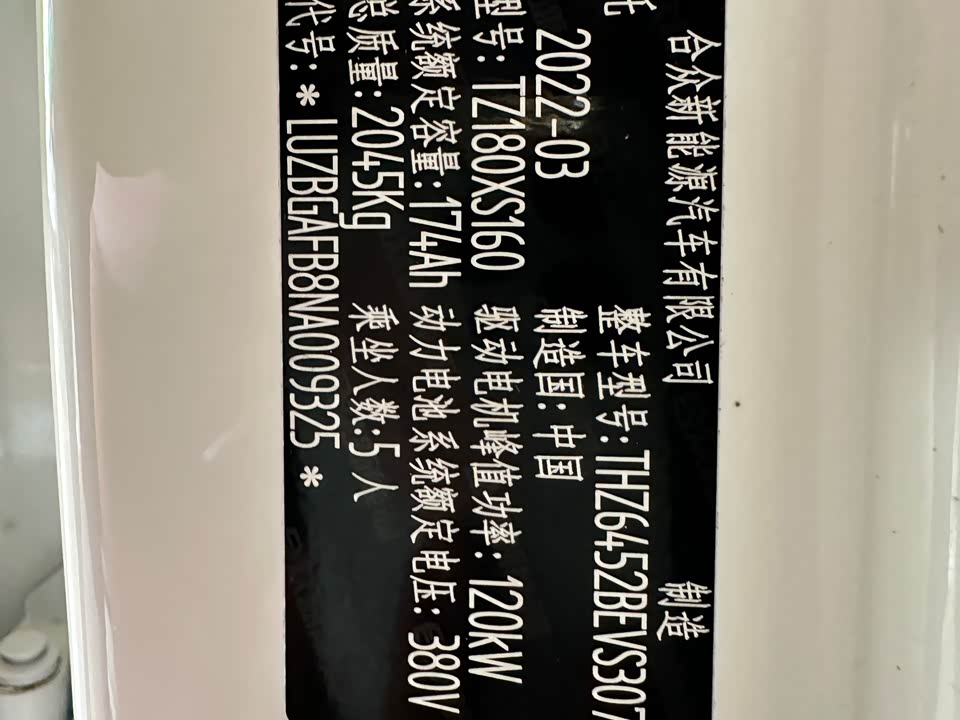 合众新能源汽车有限公司 制造
整车型号:THZ6452BEVS307
2022-03 制造国:中国
型号:TZ180XS160 驱动电机峰值功率:120kW
系统额定容量:174Ah 动力电池系统额定电压:380V
总质量:2045Kg 乘坐人数:5人
代号:*LUZBGAFB8NA009325*